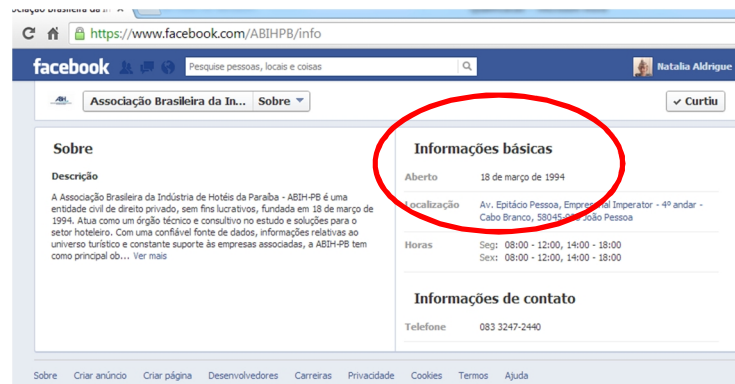 https://www.facebook.com/ABIHPB/info
facebook
Pesquise pessoas, locais e coisas
Natalia Aldrigue
Associação Brasileira da In... Sobre
Curtiu
Sobre
Descrição
A Associação Brasileira da Indústria de Hotéis da Paraíba - ABIH-PB é uma
entidade civil de direito privado, sem fins lucrativos, fundada em 18 de março de
1994. Atua como um órgão técnico e consultivo no estudo e soluções para o
setor hoteleiro. Com uma confiável fonte de dados, informações relativas ao
universo turístico e constante suporte às empresas associadas, a ABIH-PB tem
como principal ob... Ver mais
Informações básicas
Aberto 18 de março de 1994
Localização Av. Epitácio Pessoa, Empresarial Imperator - 4º andar -
Cabo Branco, João Pessoa
Horas Seg: 08:00 - 12:00, 14:00 - 18:00
Sex: 08:00 - 12:00, 14:00 - 18:00
Informações de contato
Telefone 083 3247-2440
Sobre Criar anúncio Criar página Desenvolvedores Carreiras Privacidade Cookies Termos Ajuda